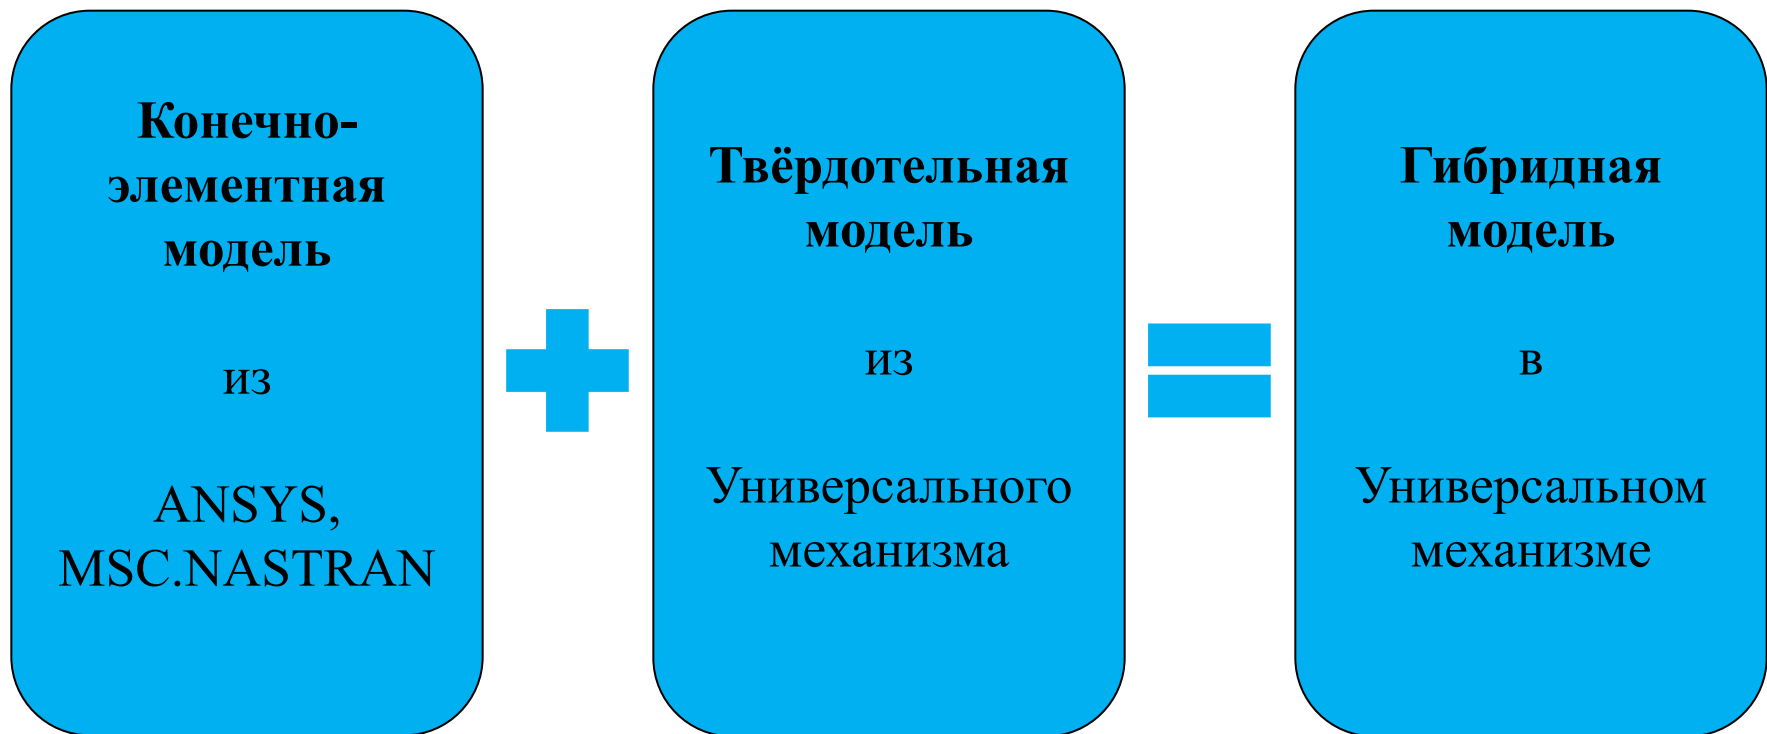 Конечно-
элементная
модель
из
ANSYS,
MSC.NASTRAN
Твёрдотельная
модель
из
Универсального
механизма
Гибридная
модель
в
Универсальном
механизме